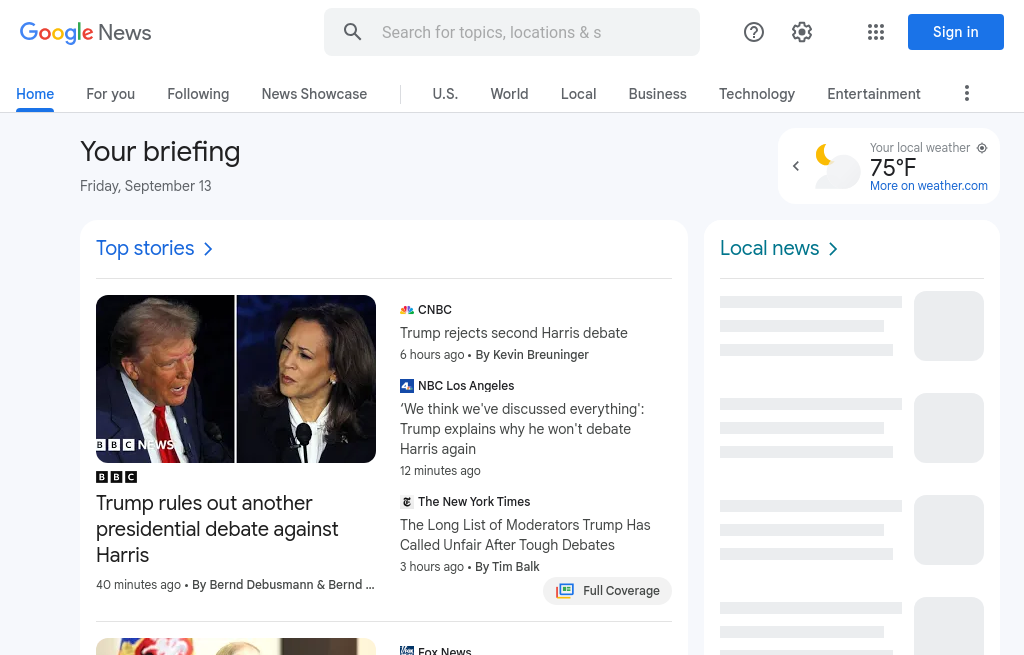 Google News
Search for topics, locations & s
Sign in
Home
For you
Following
News Showcase
U.S.
World
Local
Business
Technology
Entertainment
Your briefing
Friday, September 13
Your local weather
75°F
More on weather.com
Top stories
BBC NEWS
BBC
Trump rules out another
presidential debate against
Harris
40 minutes ago • By Bernd Debusmann & Bernd ...
CNBC
Trump rejects second Harris debate
6 hours ago • By Kevin Breuninger
4 NBC Los Angeles
‘We think we've discussed everything':
Trump explains why he won't debate
Harris again
12 minutes ago
The New York Times
The Long List of Moderators Trump Has
Called Unfair After Tough Debates
3 hours ago • By Tim Balk
Full Coverage
Fox News
Local news